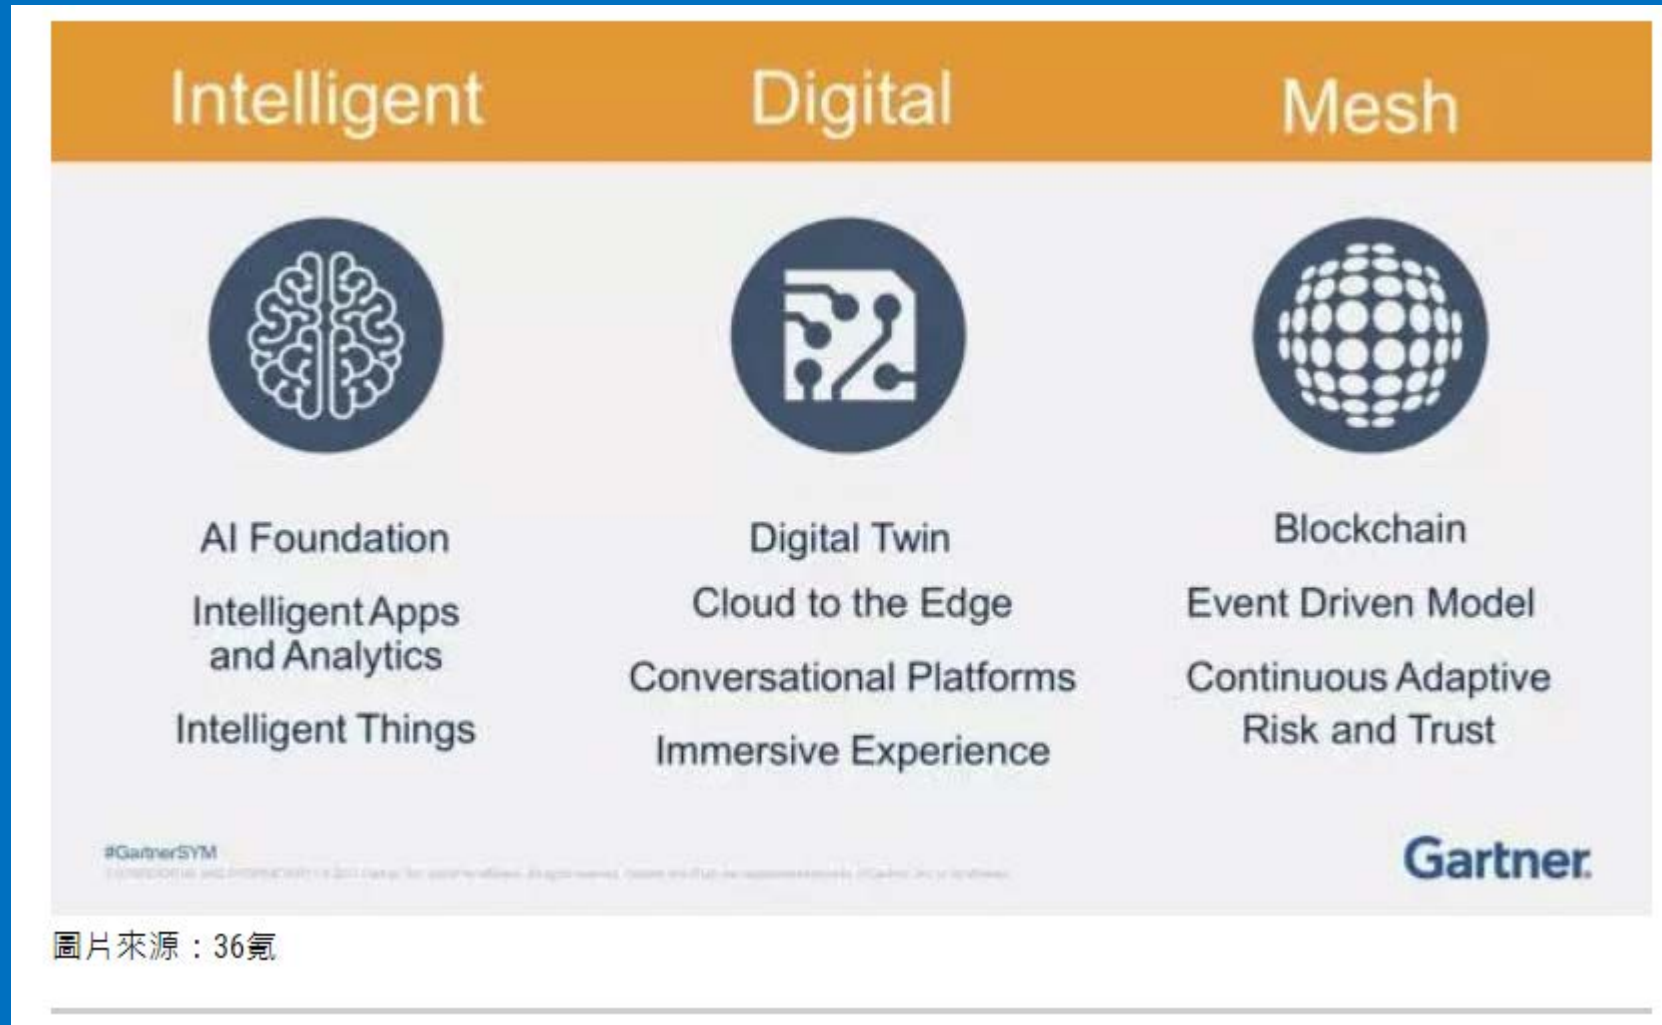 Intelligent
Digital
Mesh
AI Foundation
Intelligent Apps
and Analytics
Intelligent Things
Digital Twin
Cloud to the Edge
Conversational Platforms
Immersive Experience
Blockchain
Event Driven Model
Continuous Adaptive
Risk and Trust
#GartnerSYM
Gartner.
圖片來源：36氪